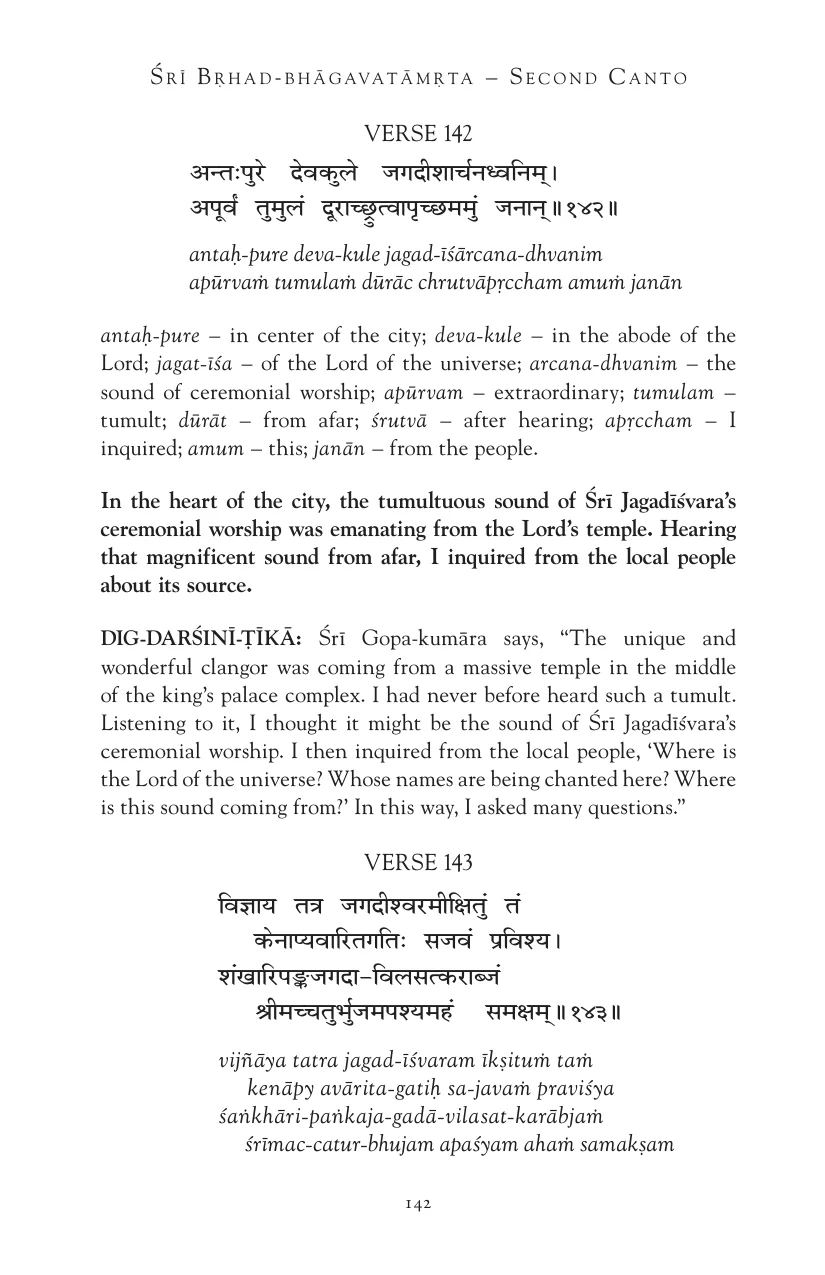 Śrī Bṛhad-bhāgavatāmṛta – Second Canto
VERSE 142
अन्तःपुरे देवकुले जगदीशार्चनध्वनिम्।
अपूर्वं तुमुलं दूराच्छ्रुत्वापृच्छममुं जनान्॥१४२॥
antaḥ-pure deva-kule jagad-īśārcana-dhvanim
apūrvaṁ tumulaṁ dūrāc chrutvāpṛccham amuṁ janān
antaḥ-pure – in center of the city; deva-kule – in the abode of the
Lord; jagat-īśa – of the Lord of the universe; arcana-dhvanim – the
sound of ceremonial worship; apūrvam – extraordinary; tumulam –
tumult; dūrāt – from afar; śrutvā – after hearing; apṛccham – I
inquired; amum – this; janān – from the people.
In the heart of the city, the tumultuous sound of Śrī Jagadīśvara’s
ceremonial worship was emanating from the Lord’s temple. Hearing
that magnificent sound from afar, I inquired from the local people
about its source.
DIG-DARŚINĪ-ṬĪKĀ: Śrī Gopa-kumāra says, “The unique and
wonderful clangor was coming from a massive temple in the middle
of the king’s palace complex. I had never before heard such a tumult.
Listening to it, I thought it might be the sound of Śrī Jagadīśvara’s
ceremonial worship. I then inquired from the local people, ‘Where is
the Lord of the universe? Whose names are being chanted here? Where
is this sound coming from?’ In this way, I asked many questions.”
VERSE 143
विज्ञाय तत्र जगदीश्वरमीक्षितुं तं
केनाप्यवारितगतिः सजवं प्रविश्य।
शंखारिपङ्कजगदा-विलसत्कराब्जं
श्रीमच्चतुर्भुजमपश्यमहं समक्षम्॥१४३॥
vijñāya tatra jagad-īśvaram īkṣituṁ taṁ
kenāpy avārita-gatiḥ sa-javaṁ praviśya
śaṅkhāri-paṅkaja-gadā-vilasat-karābjaṁ
śrīmac-catur-bhujam apaśyam ahaṁ samakṣam
142